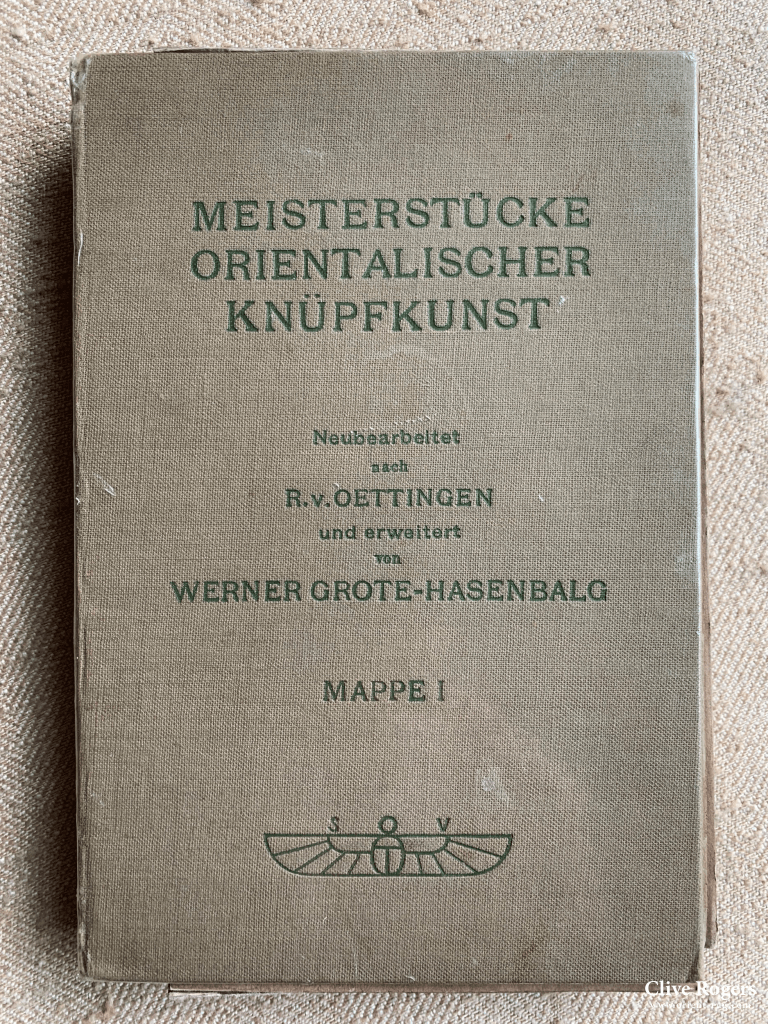 MEISTERSTÜCKE
ORIENTALISCHER
KNÜPFKUNST
Neubearbeitet
nach
R.v.OETTINGEN
und erweitert
von
WERNER GROTE-HASENBALG
MAPPE I
S O V
Clive Rogers